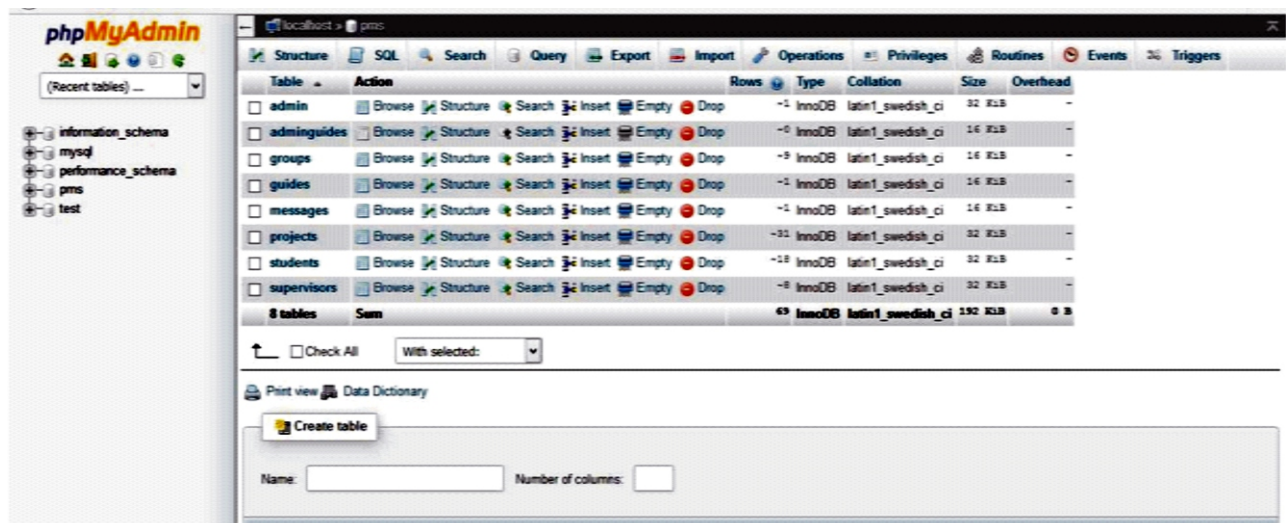 phpMyAdmin
(Recent tables) ...
information_schema
mysql
performance_schema
pms
test
localhost » pms
Structure SQL Search Query Export Import Operations Privileges Routines Events Triggers
Table Action Rows Type Collation Size Overhead
admin Browse Structure Search Insert Empty Drop ~1 InnoDB latin1_swedish_ci 32 KiB -
adminguides Browse Structure Search Insert Empty Drop ~0 InnoDB latin1_swedish_ci 16 KiB -
groups Browse Structure Search Insert Empty Drop ~9 InnoDB latin1_swedish_ci 16 KiB -
guides Browse Structure Search Insert Empty Drop ~1 InnoDB latin1_swedish_ci 16 KiB -
messages Browse Structure Search Insert Empty Drop ~1 InnoDB latin1_swedish_ci 16 KiB -
projects Browse Structure Search Insert Empty Drop ~31 InnoDB latin1_swedish_ci 32 KiB -
students Browse Structure Search Insert Empty Drop ~18 InnoDB latin1_swedish_ci 32 KiB -
supervisors Browse Structure Search Insert Empty Drop ~8 InnoDB latin1_swedish_ci 32 KiB -
8 tables Sum 69 InnoDB latin1_swedish_ci 192 KiB 0 B
Check All With selected:
Print view Data Dictionary
Create table
Name: Number of columns: